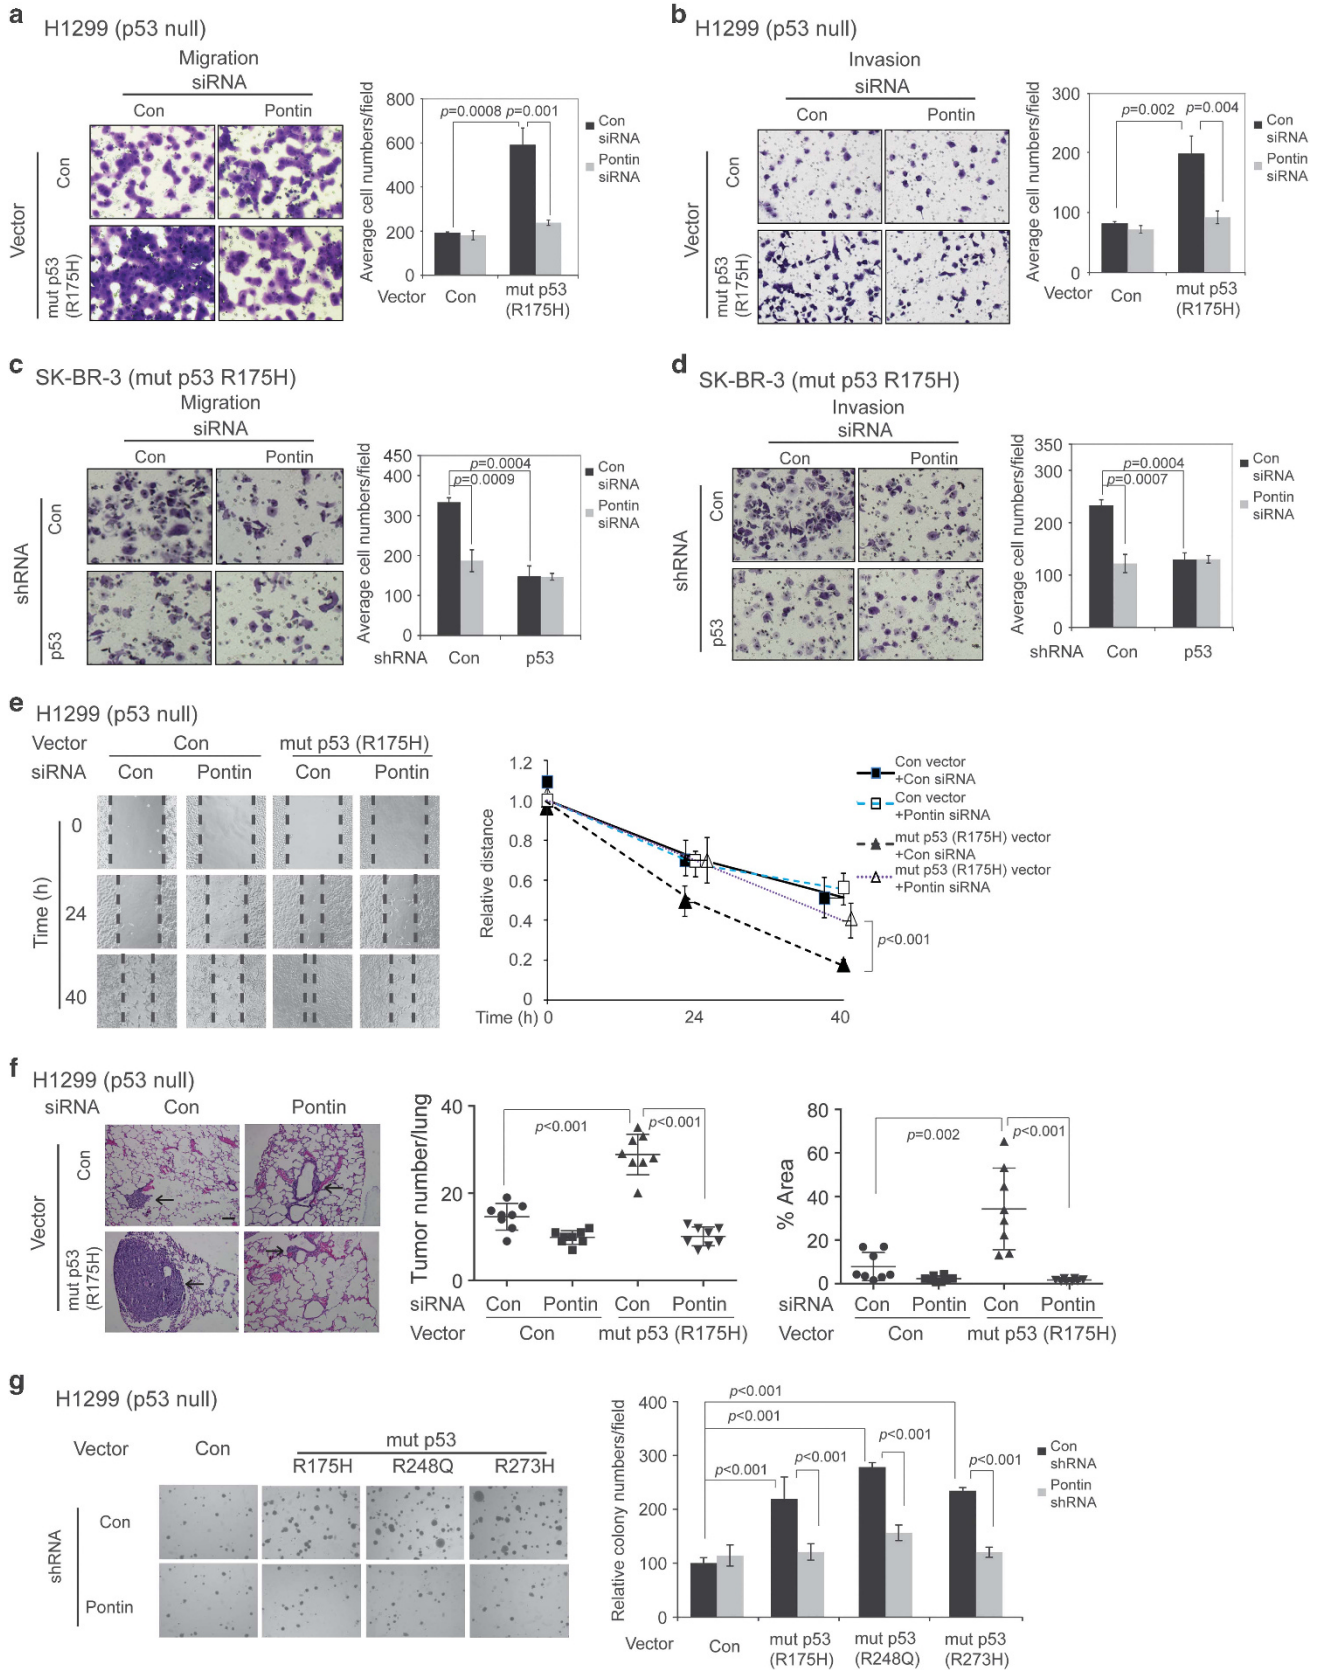 a
H1299 (p53 null)
Migration
siRNA
Con Pontin
Vector
Con
mut p53
(R175H)
Average cell numbers/field
800
600
400
200
0
p=0.0008 p=0.001
Con
siRNA
Pontin
siRNA
Vector Con mut p53
(R175H)
b
H1299 (p53 null)
Invasion
siRNA
Con Pontin
Vector
Con
mut p53
(R175H)
Average cell numbers/field
300
200
100
0
p=0.002 p=0.004
Con
siRNA
Pontin
siRNA
Vector Con mut p53
(R175H)
c
SK-BR-3 (mut p53 R175H)
Migration
siRNA
Con Pontin
shRNA
Con
p53
Average cell numbers/field
450
400
300
200
100
0
p=0.0004
p=0.0009
Con
siRNA
Pontin
siRNA
shRNA Con p53
d
SK-BR-3 (mut p53 R175H)
Invasion
siRNA
Con Pontin
shRNA
Con
p53
Average cell numbers/field
350
300
200
100
0
p=0.0004
p=0.0007
Con
siRNA
Pontin
siRNA
shRNA Con p53
e
H1299 (p53 null)
Vector Con mut p53 (R175H)
siRNA Con Pontin Con Pontin
Time (h)
0
24
40
Relative distance
1.2
1.0
0.8
0.6
0.4
0.2
0
Time (h) 0 24 40
p<0.001
Con vector
+Con siRNA
Con vector
+Pontin siRNA
mut p53 (R175H) vector
+Con siRNA
mut p53 (R175H) vector
+Pontin siRNA
f
H1299 (p53 null)
siRNA Con Pontin
Vector
Con
mut p53
(R175H)
Tumor number/lung
40
20
0
p<0.001 p<0.001
siRNA Con Pontin Con Pontin
Vector Con mut p53 (R175H)
% Area
80
60
40
20
0
p=0.002 p<0.001
siRNA Con Pontin Con Pontin
Vector Con mut p53 (R175H)
g
H1299 (p53 null)
Vector Con mut p53
R175H R248Q R273H
shRNA
Con
Pontin
Relative colony numbers/field
400
300
200
100
0
p<0.001
p<0.001
p<0.001 p<0.001 p<0.001 p<0.001
Con
shRNA
Pontin
shRNA
Vector Con mut p53 mut p53 mut p53
(R175H) (R248Q) (R273H)